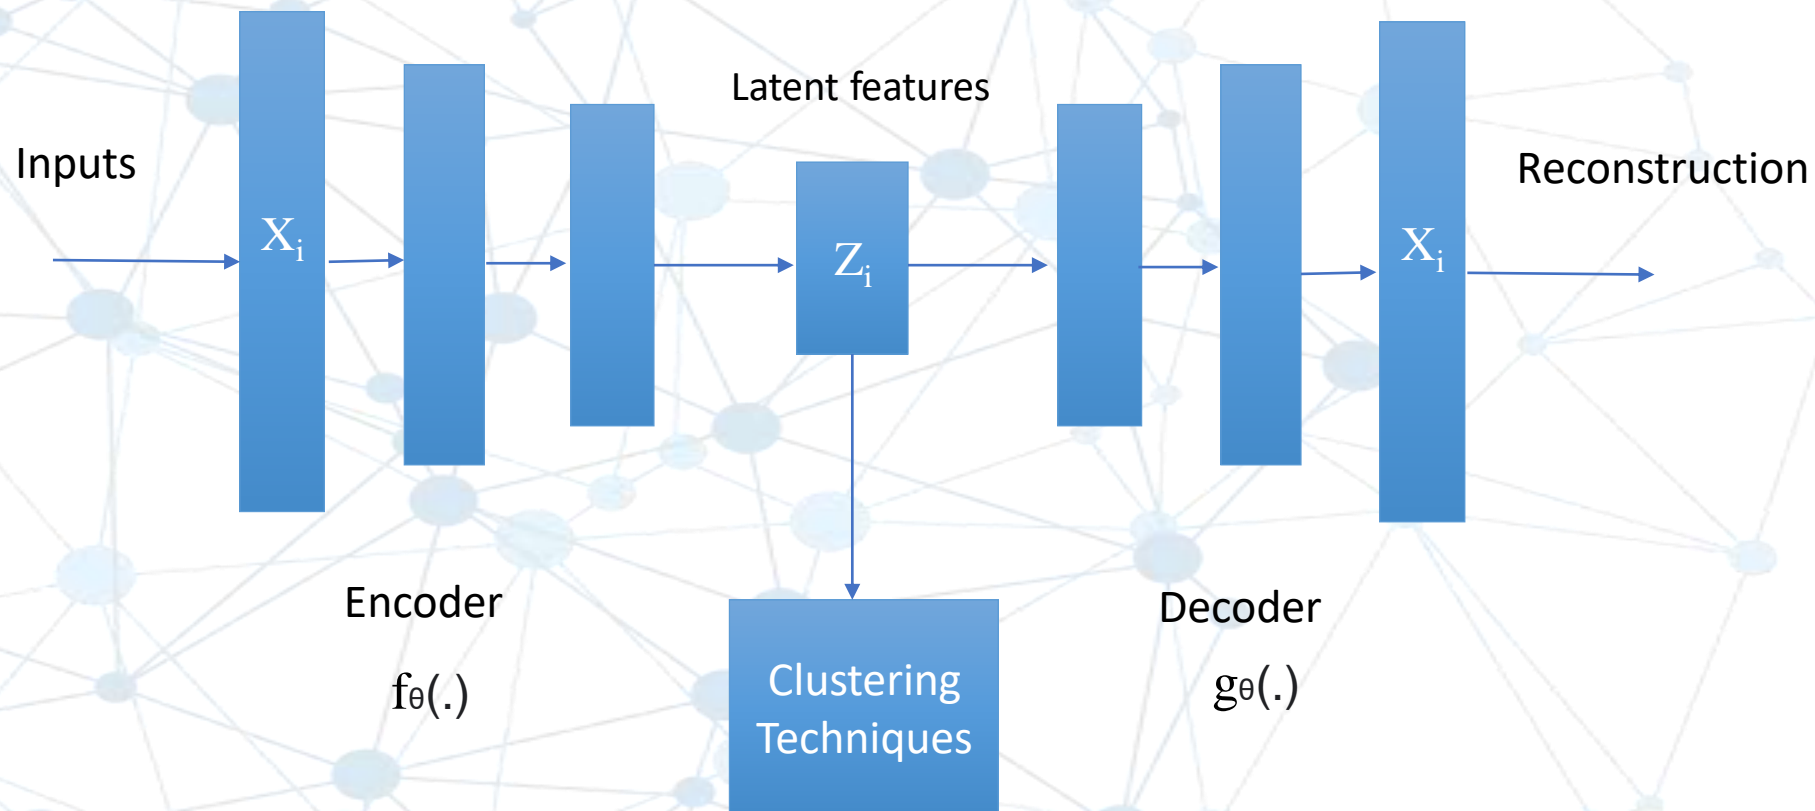 Latent features
Inputs
Reconstruction
Xᵢ
Zᵢ
Xᵢ
Encoder
Decoder
fθ(.)
gθ(.)
Clustering
Techniques